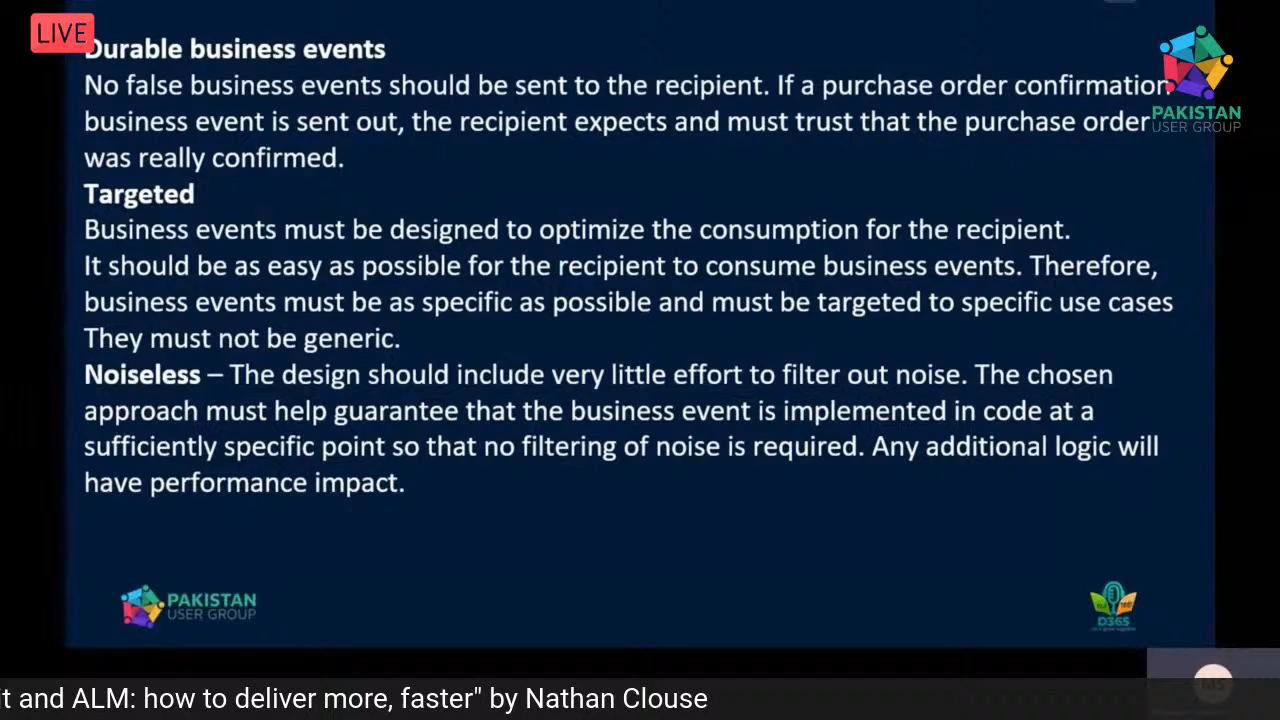 LIVE
Durable business events
No false business events should be sent to the recipient. If a purchase order confirmation
business event is sent out, the recipient expects and must trust that the purchase order
was really confirmed.
Targeted
Business events must be designed to optimize the consumption for the recipient.
It should be as easy as possible for the recipient to consume business events. Therefore,
business events must be as specific as possible and must be targeted to specific use cases
They must not be generic.
Noiseless – The design should include very little effort to filter out noise. The chosen
approach must help guarantee that the business event is implemented in code at a
sufficiently specific point so that no filtering of noise is required. Any additional logic will
have performance impact.
PAKISTAN
USER GROUP
PAKISTAN
USER GROUP
D365
it and ALM: how to deliver more, faster" by Nathan Clouse